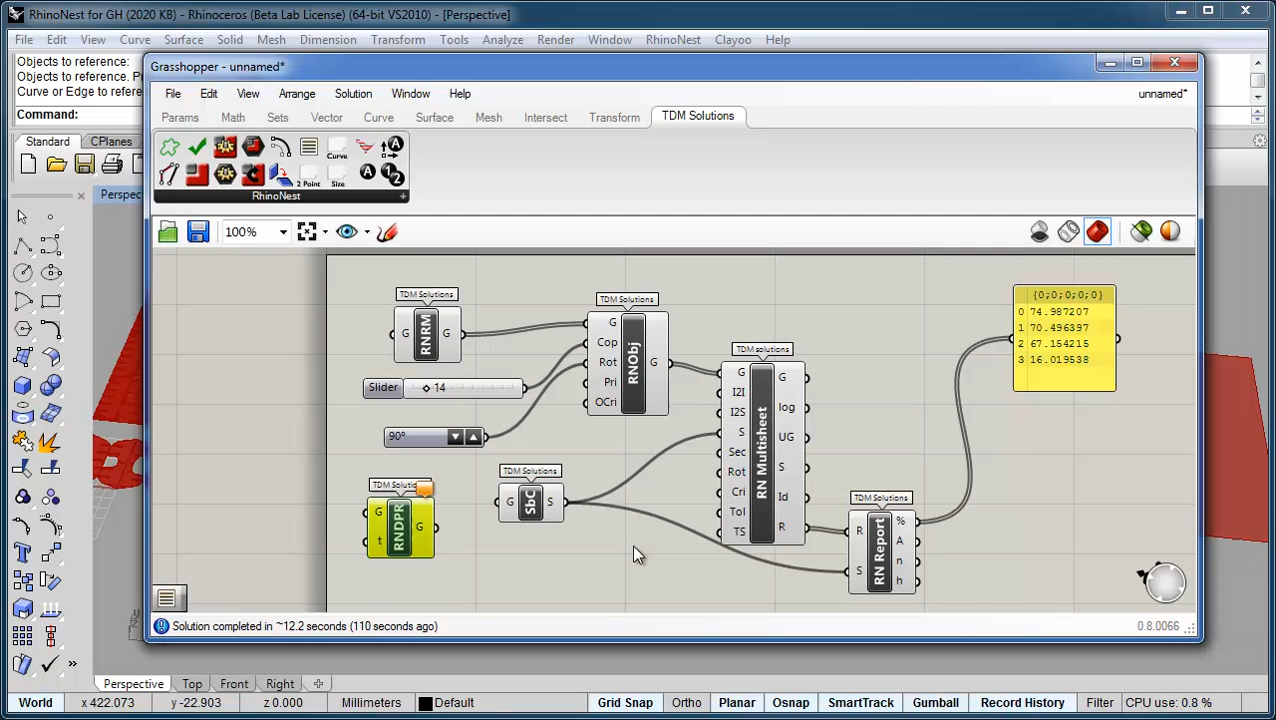 RhinoNest for GH (2020 KB) - Rhinoceros (Beta Lab License) (64-bit VS2010) - [Perspective]
File Edit View Curve Surface Solid Mesh Dimension Transform Tools Analyze Render Window RhinoNest Clayoo Help
Objects to reference:
Objects to reference. P
Curve or Edge to refere
Command:
Standard CPlanes
Perspec
Grasshopper - unnamed*
File Edit View Arrange Solution Window Help unnamed*
Params Math Sets Vector Curve Surface Mesh Intersect Transform TDM Solutions
Curve A
2 Point Size A 1 2
RhinoNest
100%
TDM Solutions
G RNRM G
Slider 14
90°
TDM Soluti
G RNDPR G
t
TDM Solutions
G SbC S
TDM Solutions
G RNObj G
Cop
Rot
Pri
OCri
TDM solutions
RN Multisheet
G G
I2I log
I2S UG
S S
Sec Id
Rot R
Cri
Tol
TS
TDM Solutions
RN Report
R %
S A
n
h
{0;0;0;0;0}
0 74.987207
1 70.496397
2 67.154215
3 16.019538
Solution completed in ~12.2 seconds (110 seconds ago) 0.8.0066
Perspective Top Front Right
World x 422.073 y -22.903 z 0.000 Millimeters Default Grid Snap Ortho Planar Osnap SmartTrack Gumball Record History Filter CPU use: 0.8 %